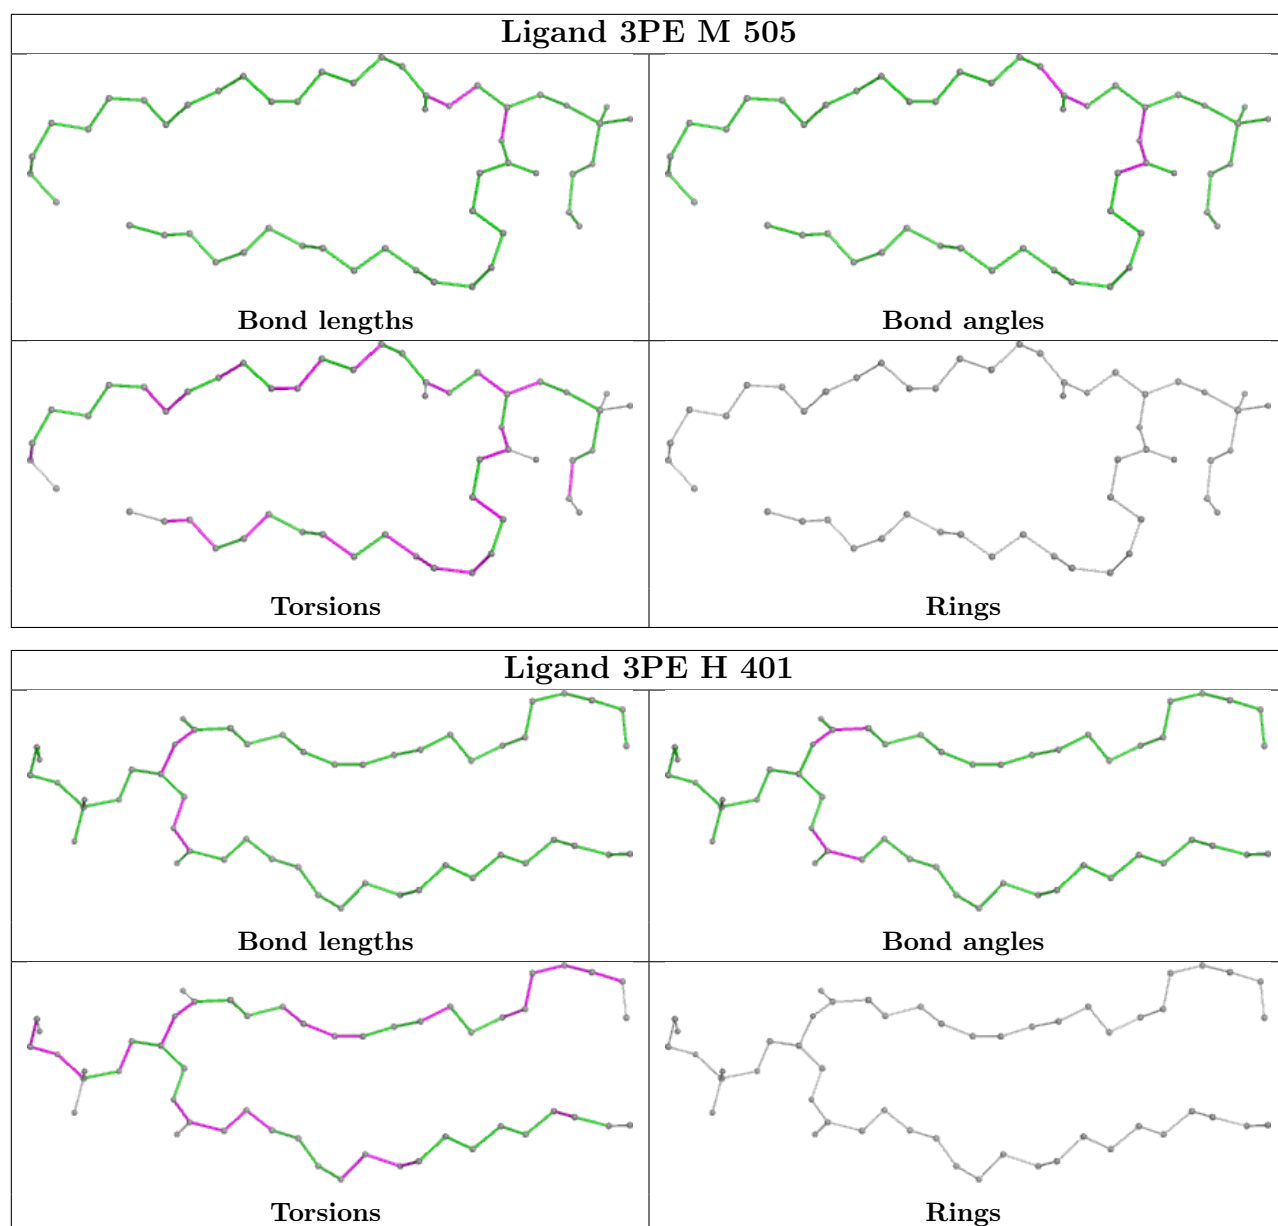 Ligand 3PE M 505
Bond lengths
Bond angles
Torsions
Rings
Ligand 3PE H 401
Bond lengths
Bond angles
Torsions
Rings